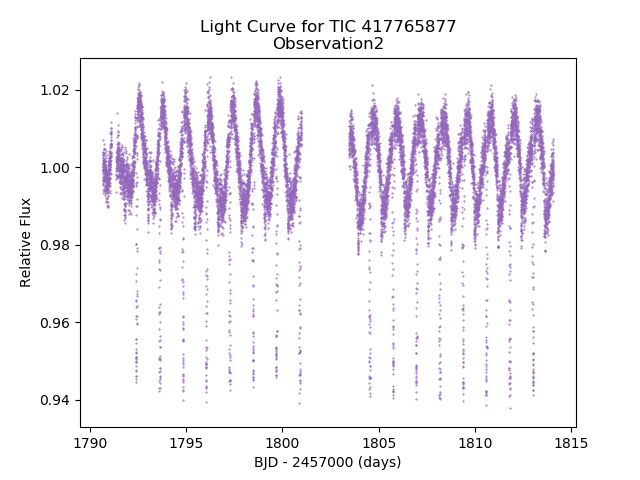 Light Curve for TIC 417765877
Observation2
1.02
1.00
0.98
0.96
0.94
Relative Flux
1790
1795
1800
1805
1810
1815
BJD - 2457000 (days)